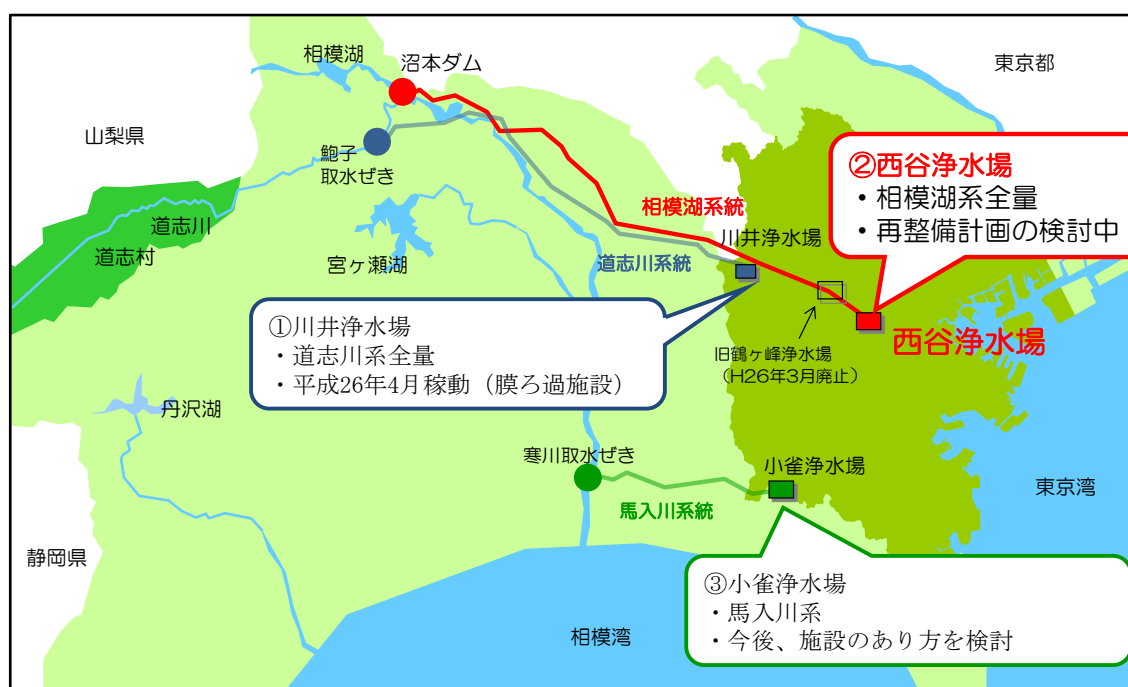 相模湖
沼本ダム
東京都
山梨県
鮑子
取水ぜき
②西谷浄水場
・相模湖系全量
・再整備計画の検討中
道志川
道志村
相模湖系統
川井浄水場
宮ヶ瀬湖
道志川系統
①川井浄水場
・道志川系全量
・平成26年4月稼動（膜ろ過施設）
西谷浄水場
旧鶴ヶ峰浄水場
（H26年3月廃止）
丹沢湖
寒川取水ぜき
小雀浄水場
東京湾
馬入川系統
静岡県
③小雀浄水場
・馬入川系
・今後、施設のあり方を検討
相模湾